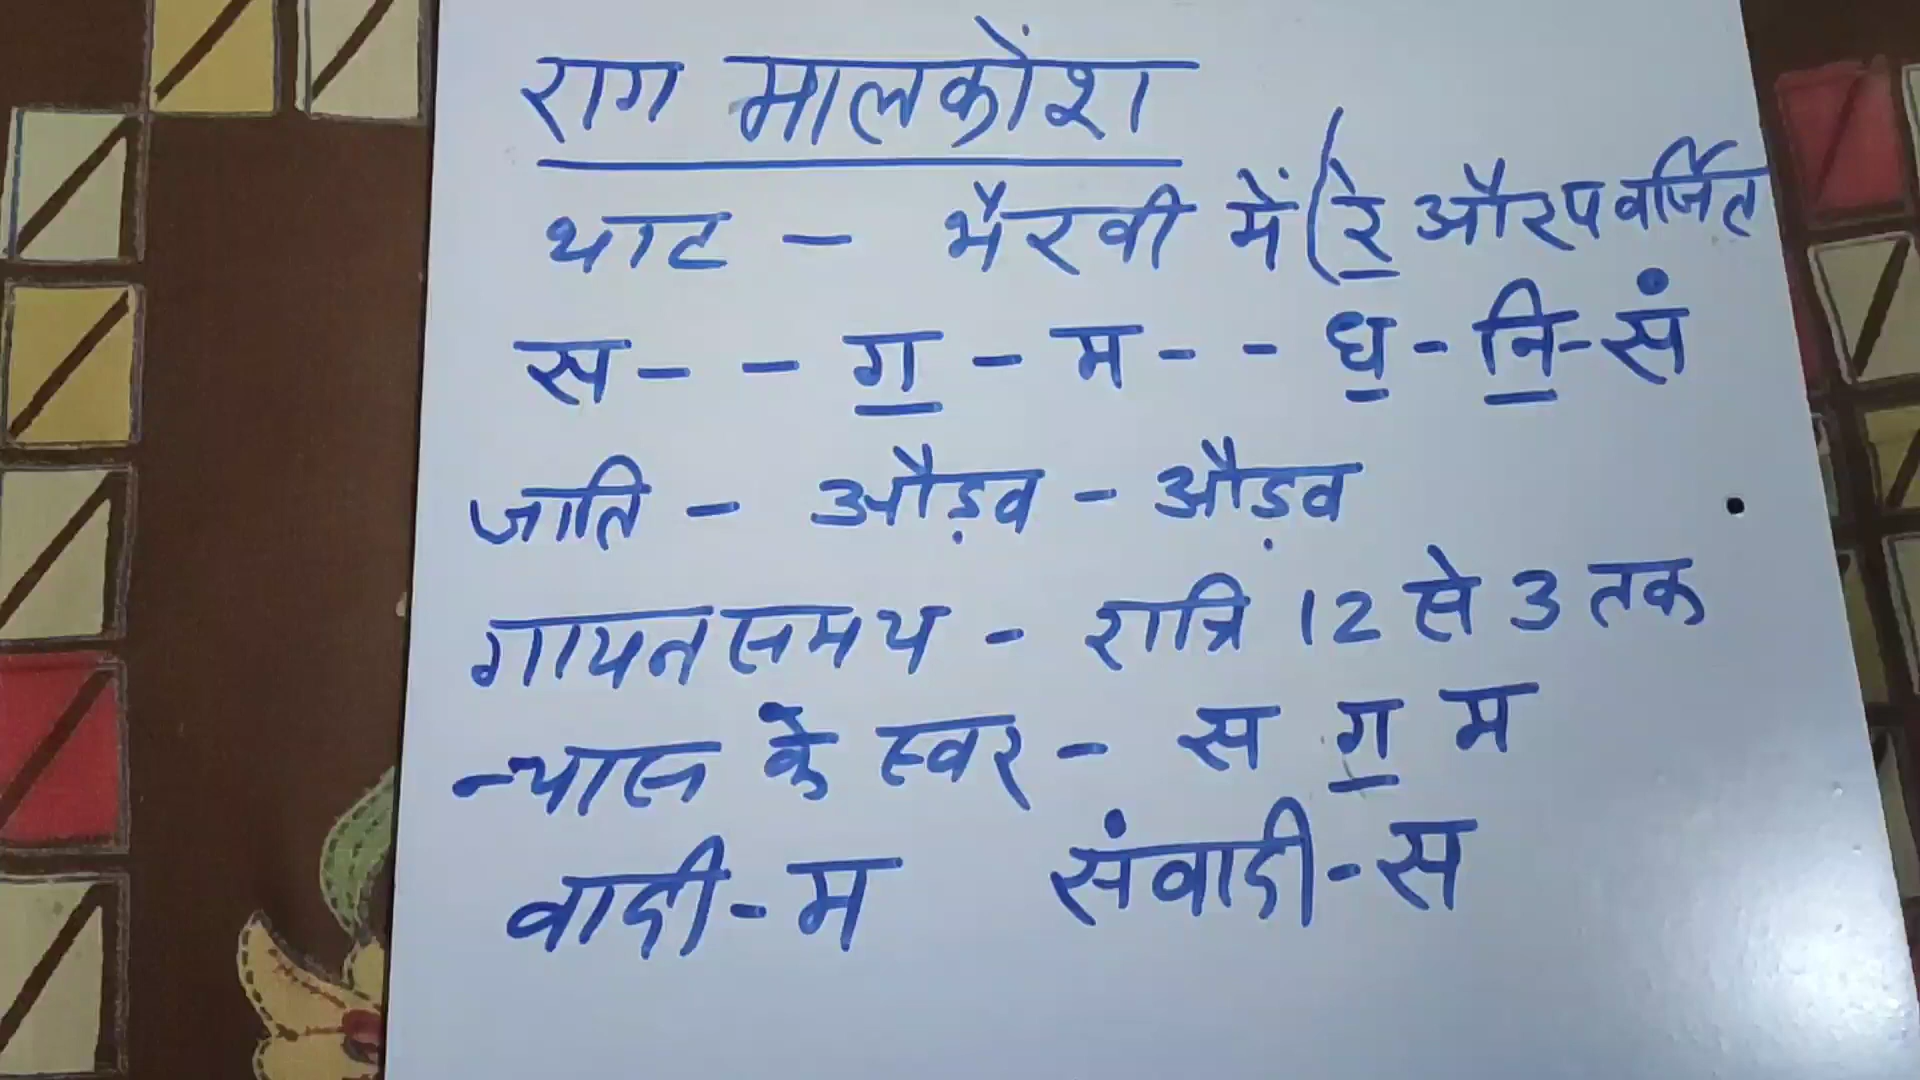 राग मालकोंश
थाट - भैरवी में (रे॒ और प वर्जित
स - - ग॒ - म - - ध॒ - नि॒ - सं
जाति - औड़व - औड़व
गायन समय - रात्रि 12 से 3 तक
न्यास के स्वर - स ग॒ म
वादी - म संवादी - स